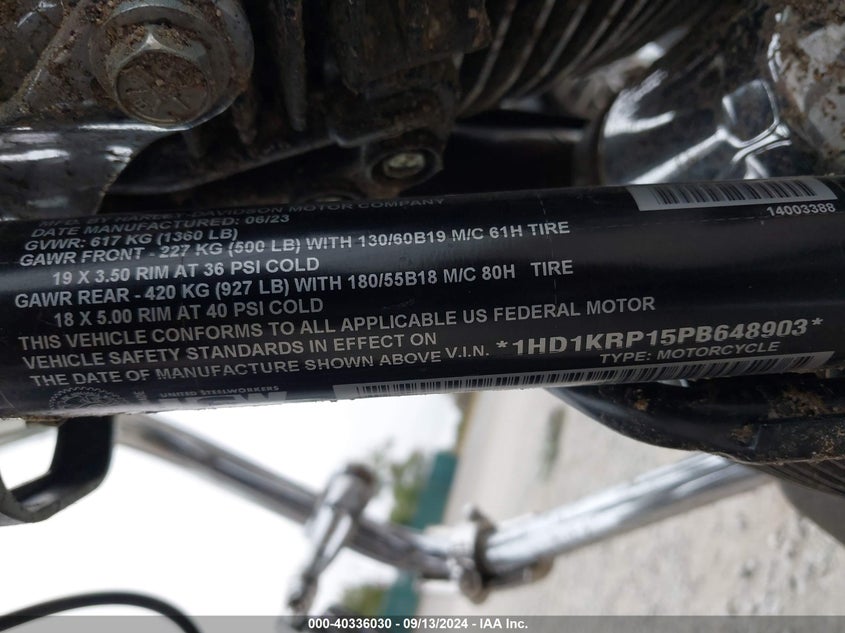 MFG. BY HARLEY-DAVIDSON MOTOR COMPANY
DATE MANUFACTURED: 06/23
GVWR: 617 KG (1360 LB)
GAWR FRONT - 227 KG (500 LB) WITH 130/60B19 M/C 61H TIRE
19 X 3.50 RIM AT 36 PSI COLD
GAWR REAR - 420 KG (927 LB) WITH 180/55B18 M/C 80H TIRE
18 X 5.00 RIM AT 40 PSI COLD
THIS VEHICLE CONFORMS TO ALL APPLICABLE US FEDERAL MOTOR
VEHICLE SAFETY STANDARDS IN EFFECT ON
THE DATE OF MANUFACTURE SHOWN ABOVE V.I.N. *1HD1KRP15PB648903*
TYPE: MOTORCYCLE
14003388
UNITED STEELWORKERS
000-40336030 - 09/13/2024 - IAA Inc.